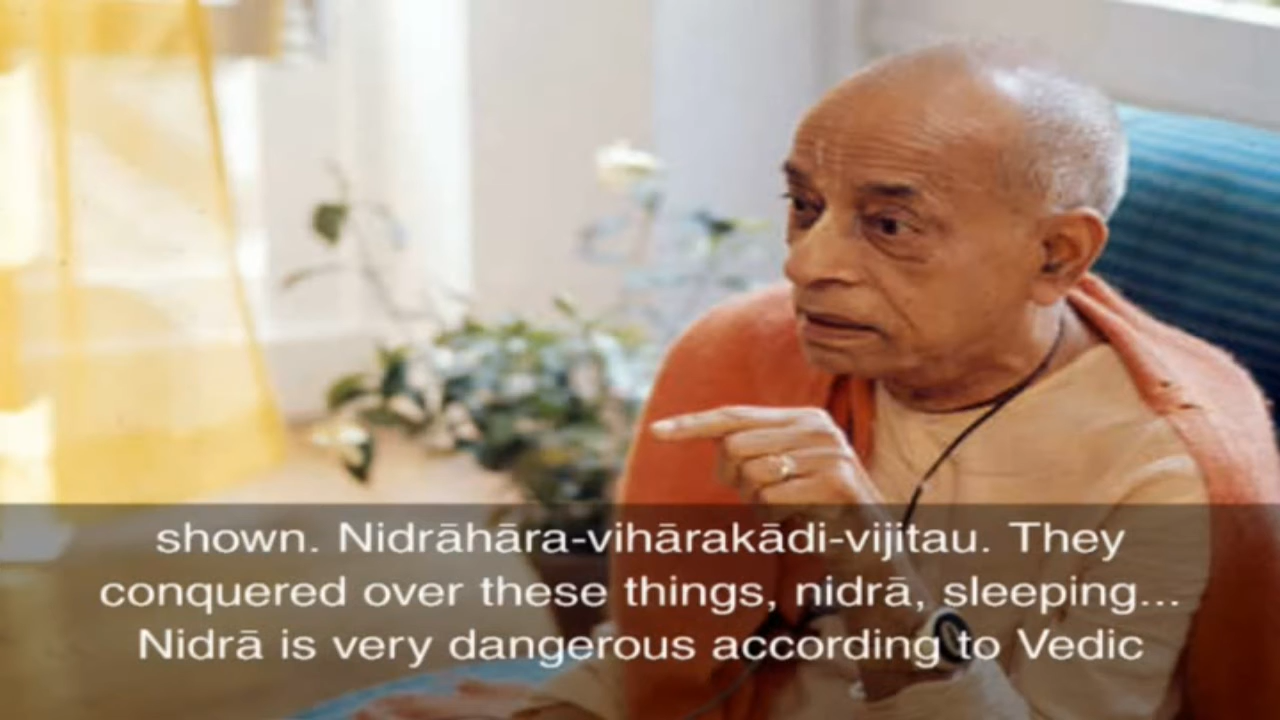 shown. Nidrāhāra-vihārakādi-vijitau. They
conquered over these things, nidrā, sleeping...
Nidrā is very dangerous according to Vedic